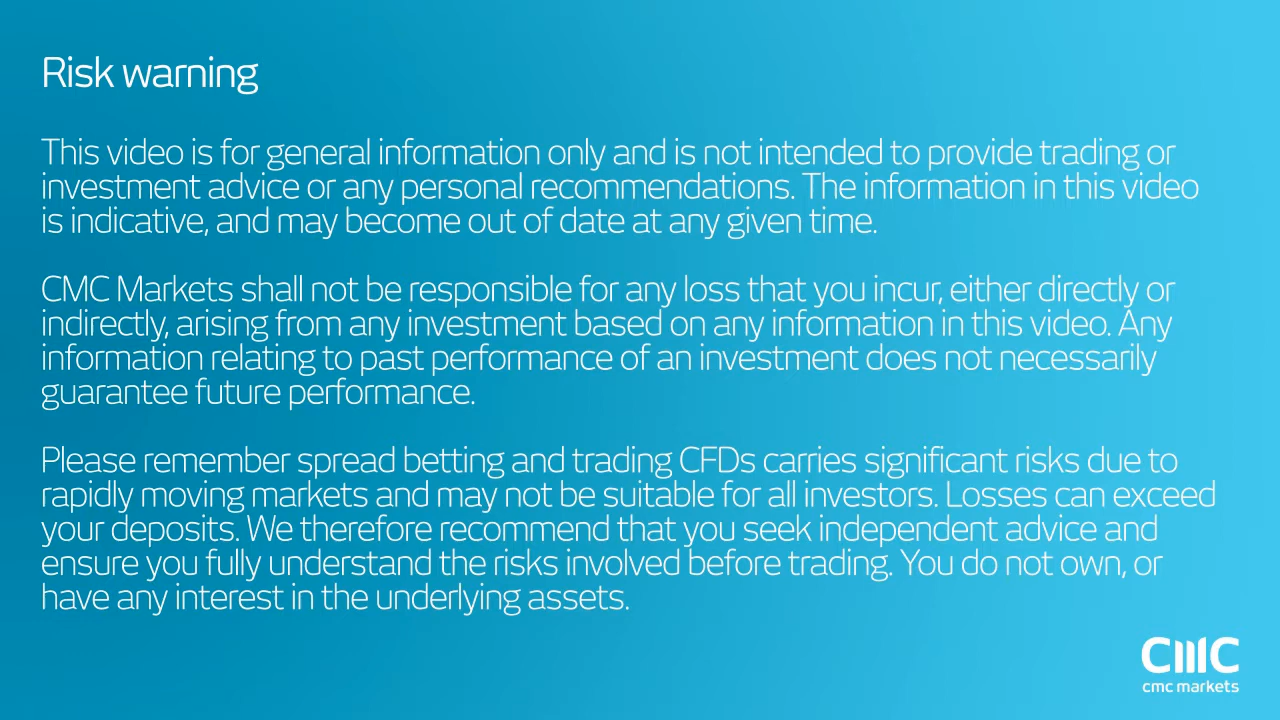 Risk warning
This video is for general information only and is not intended to provide trading or
investment advice or any personal recommendations. The information in this video
is indicative, and may become out of date at any given time.
CMC Markets shall not be responsible for any loss that you incur, either directly or
indirectly, arising from any investment based on any information in this video. Any
information relating to past performance of an investment does not necessarily
guarantee future performance.
Please remember spread betting and trading CFDs carries significant risks due to
rapidly moving markets and may not be suitable for all investors. Losses can exceed
your deposits. We therefore recommend that you seek independent advice and
ensure you fully understand the risks involved before trading. You do not own, or
have any interest in the underlying assets.
CMC
cmc markets